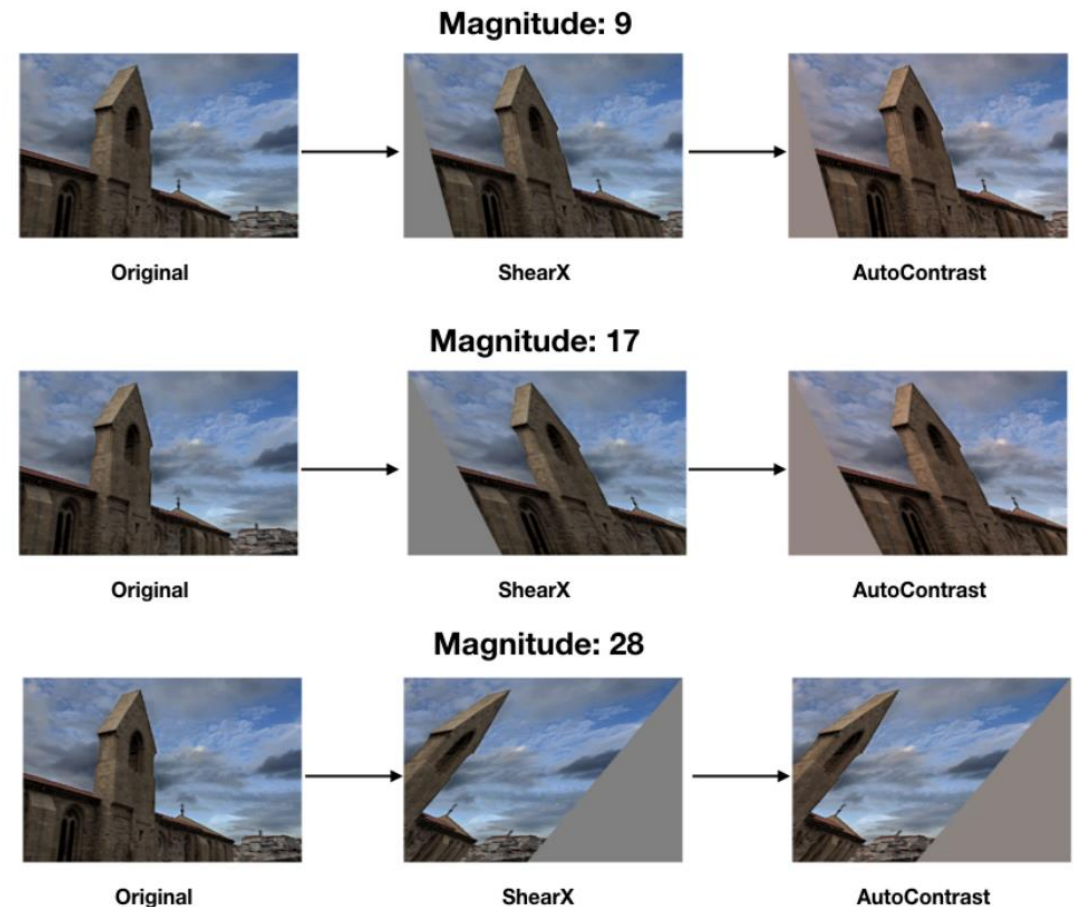 Magnitude: 9
Original
ShearX
AutoContrast
Magnitude: 17
Original
ShearX
AutoContrast
Magnitude: 28
Original
ShearX
AutoContrast